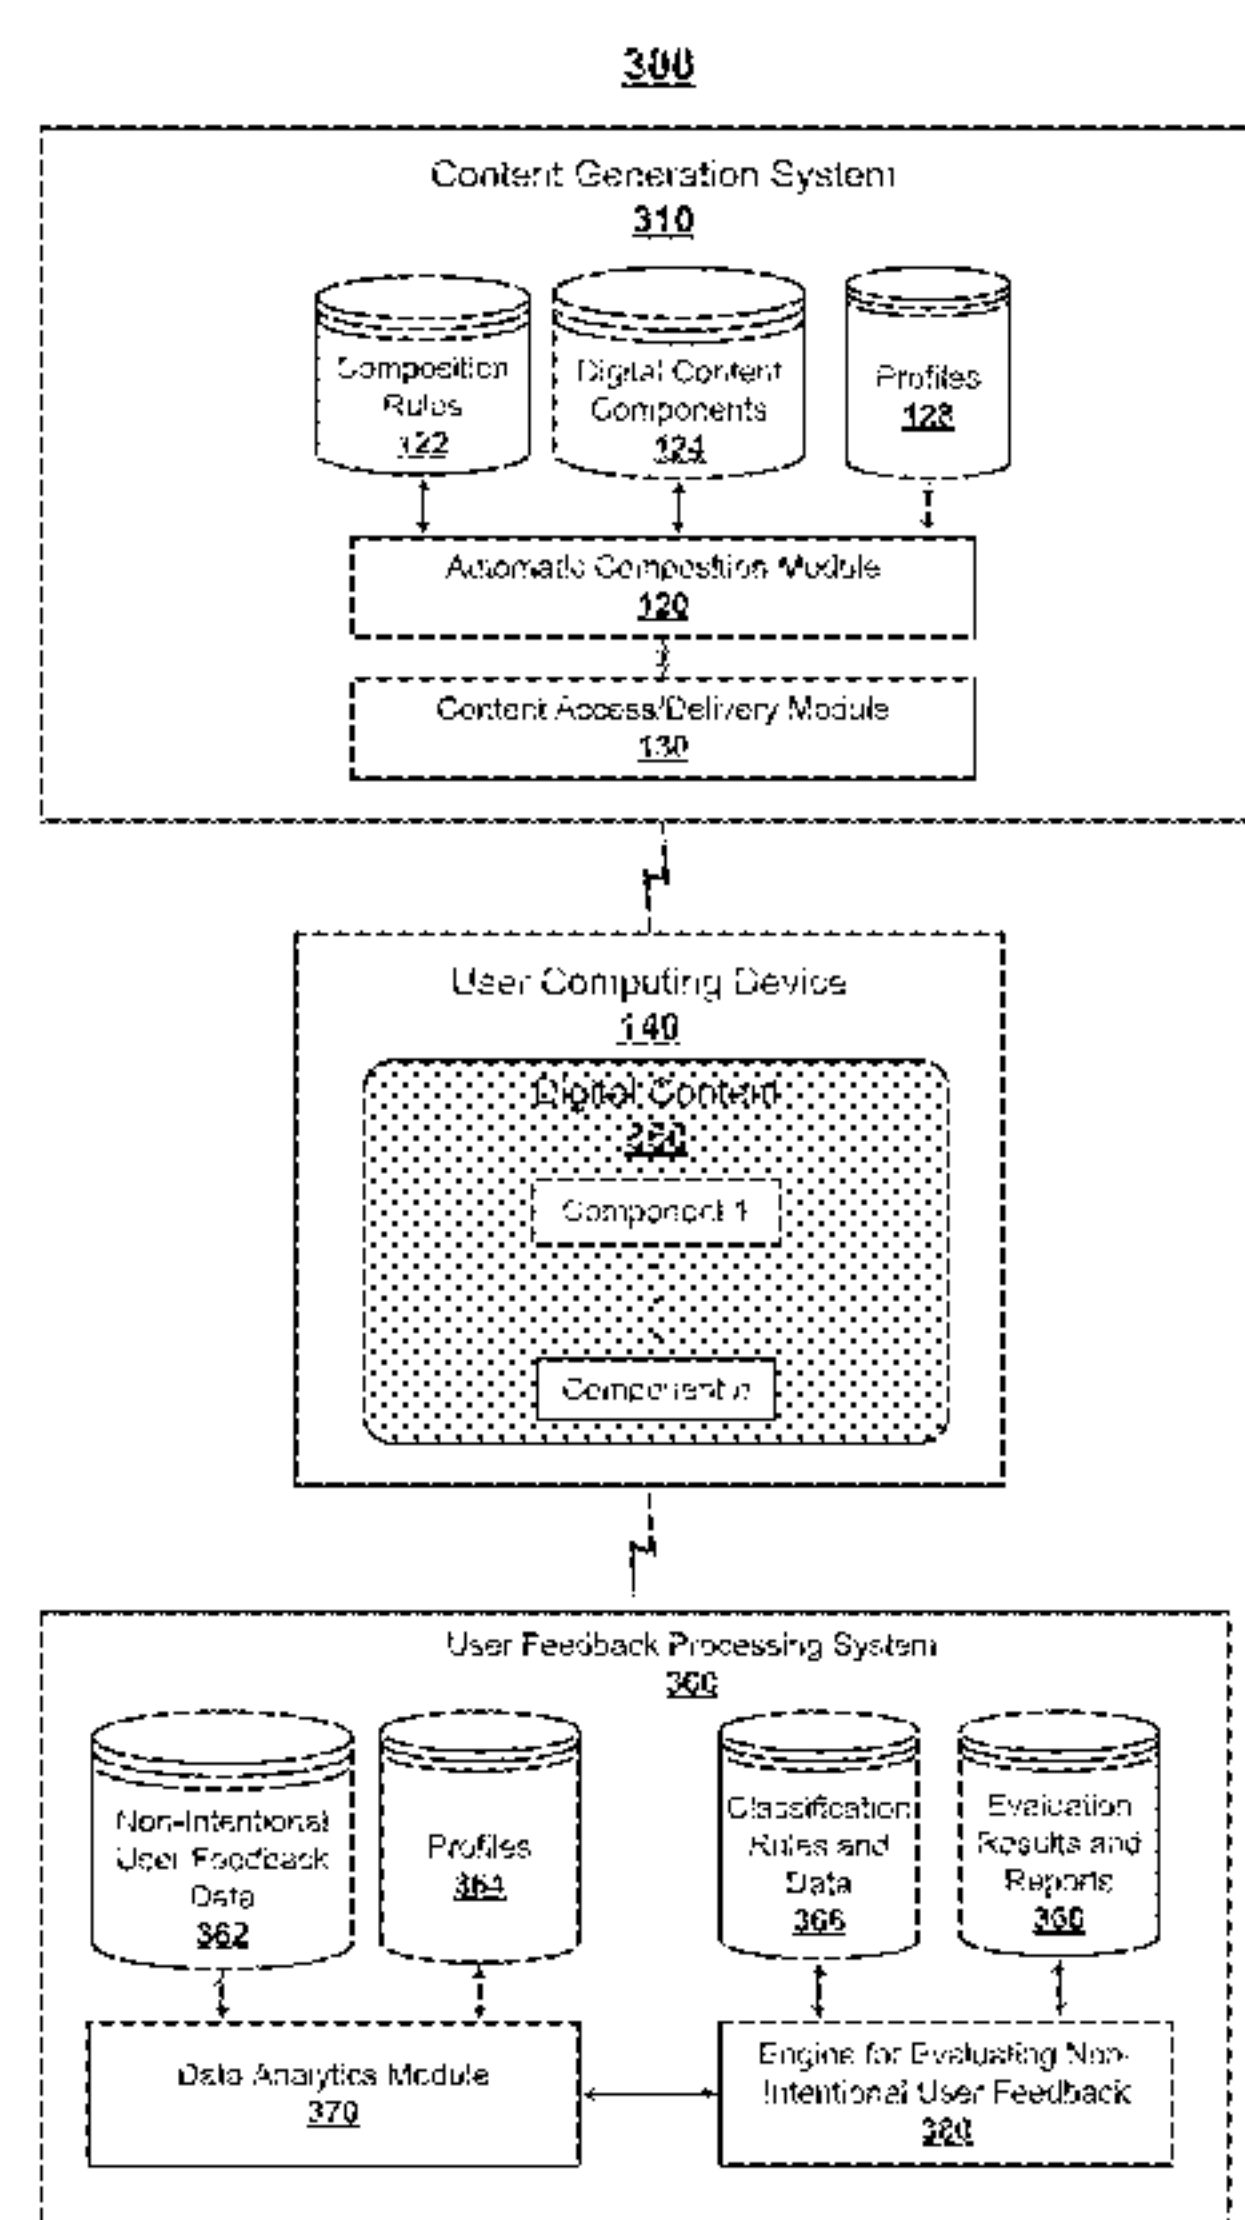 300
Content Generation System
310
Composition
Rules
122
Digital Content
Components
124
Profiles
128
Automatic Composition Module
120
Content Access/Delivery Module
130
User Computing Device
140
Digital Content
Component 1
Component n
User Feedback Processing System
360
Non-Intentional
User Feedback
Data
362
Profiles
364
Classification
Rules and
Data
366
Evaluation
Results and
Reports
Data Analytics Module
370
Engine for Evaluating Non-
Intentional User Feedback
380